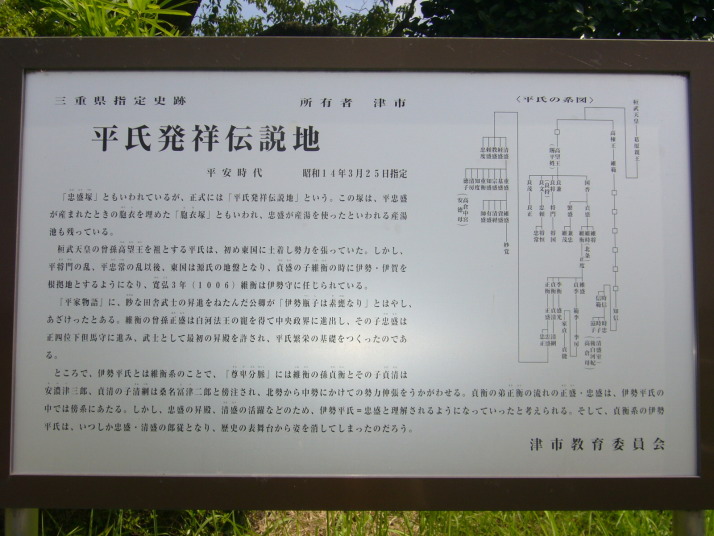 三重県指定史跡　所有者　津市
平氏発祥伝説地
平安時代　昭和14年3月25日指定
「忠盛塚」ともいわれているが、正式には「平氏発祥伝説地」という。この塚は、平忠盛
が産まれたときの胞衣を埋めた「胞衣塚」ともいわれ、忠盛が産湯を使ったといわれる産湯
池も残っている。
桓武天皇の曾孫高望王を祖とする平氏は、初め東国に土着し勢力を張っていた。しかし、
平将門の乱、平忠常の乱以後、東国は源氏の地盤となり、貞盛の子維衡の時に伊勢・伊賀を
根拠地とするようになり、寛弘3年（1006）維衡は伊勢守に任じられている。
「平家物語」に、眇な田舎武士の昇進をねたんだ公卿が「伊勢瓶子は素甕なり」とはやし、
あざけったとある。維衡の曾孫正盛は白河法王の寵を得て中央政界に進出し、その子忠盛は
正四位下但馬守に進み、武士として最初の昇殿を許され、平氏繁栄の基礎をつくったのであ
る。
ところで、伊勢平氏とは維衡系のことで、「尊卑分脈」には維衡の孫貞衡とその子貞清は
安濃津三郎、貞清の子清綱は桑名冨津二郎と傍注され、北勢から中勢にかけての勢力伸張をうかがわせる。貞衡の弟正衡の流れの正盛・忠盛は、伊勢平氏の
中では傍系にあたる。しかし、忠盛の昇殿、清盛の活躍などのため、伊勢平氏＝忠盛と理解されるようになっていったと考えられる。そして、貞衡系の伊勢
平氏は、いつしか忠盛・清盛の郎従となり、歴史の表舞台から姿を消してしまったのだろう。
津市教育委員会
〈平氏の系図〉
桓武天皇
葛原親王
高棟王
維範
高望王
国香
貞盛
維衡